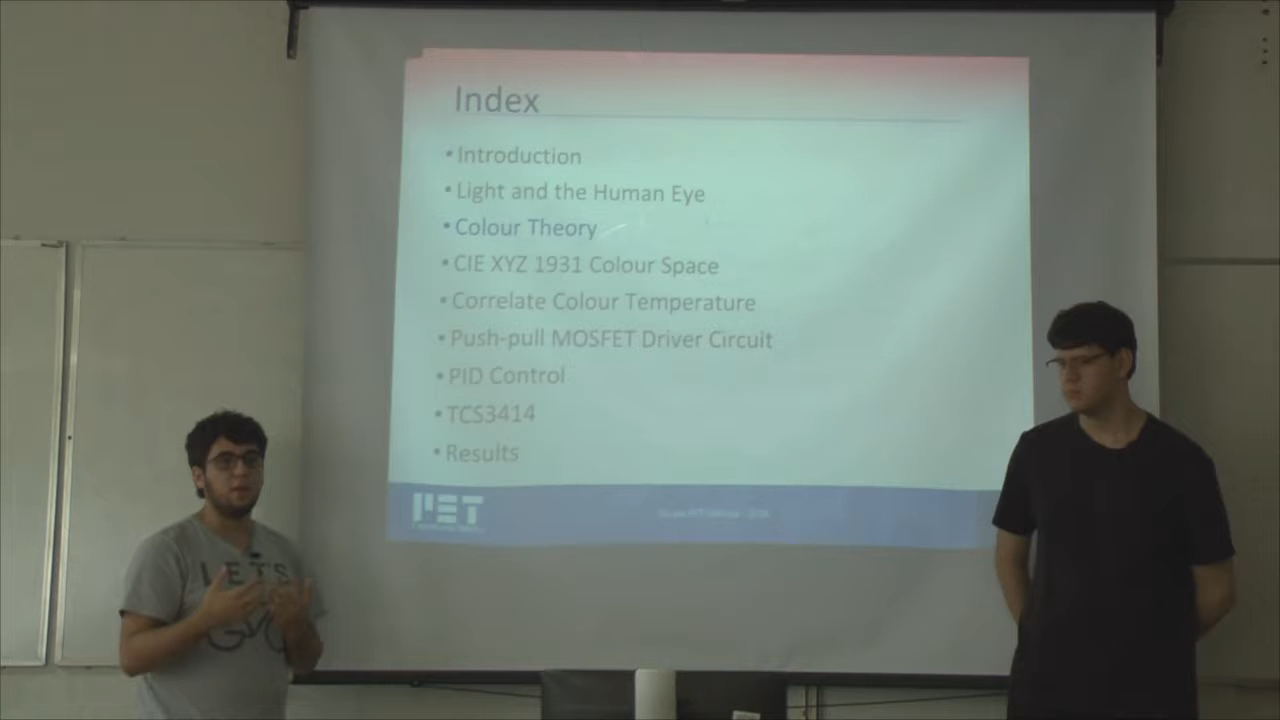 Index
• Introduction
• Light and the Human Eye
• Colour Theory
• CIE XYZ 1931 Colour Space
• Correlate Colour Temperature
• Push-pull MOSFET Driver Circuit
• PID Control
• TCS3414
• Results
PET
LET'S